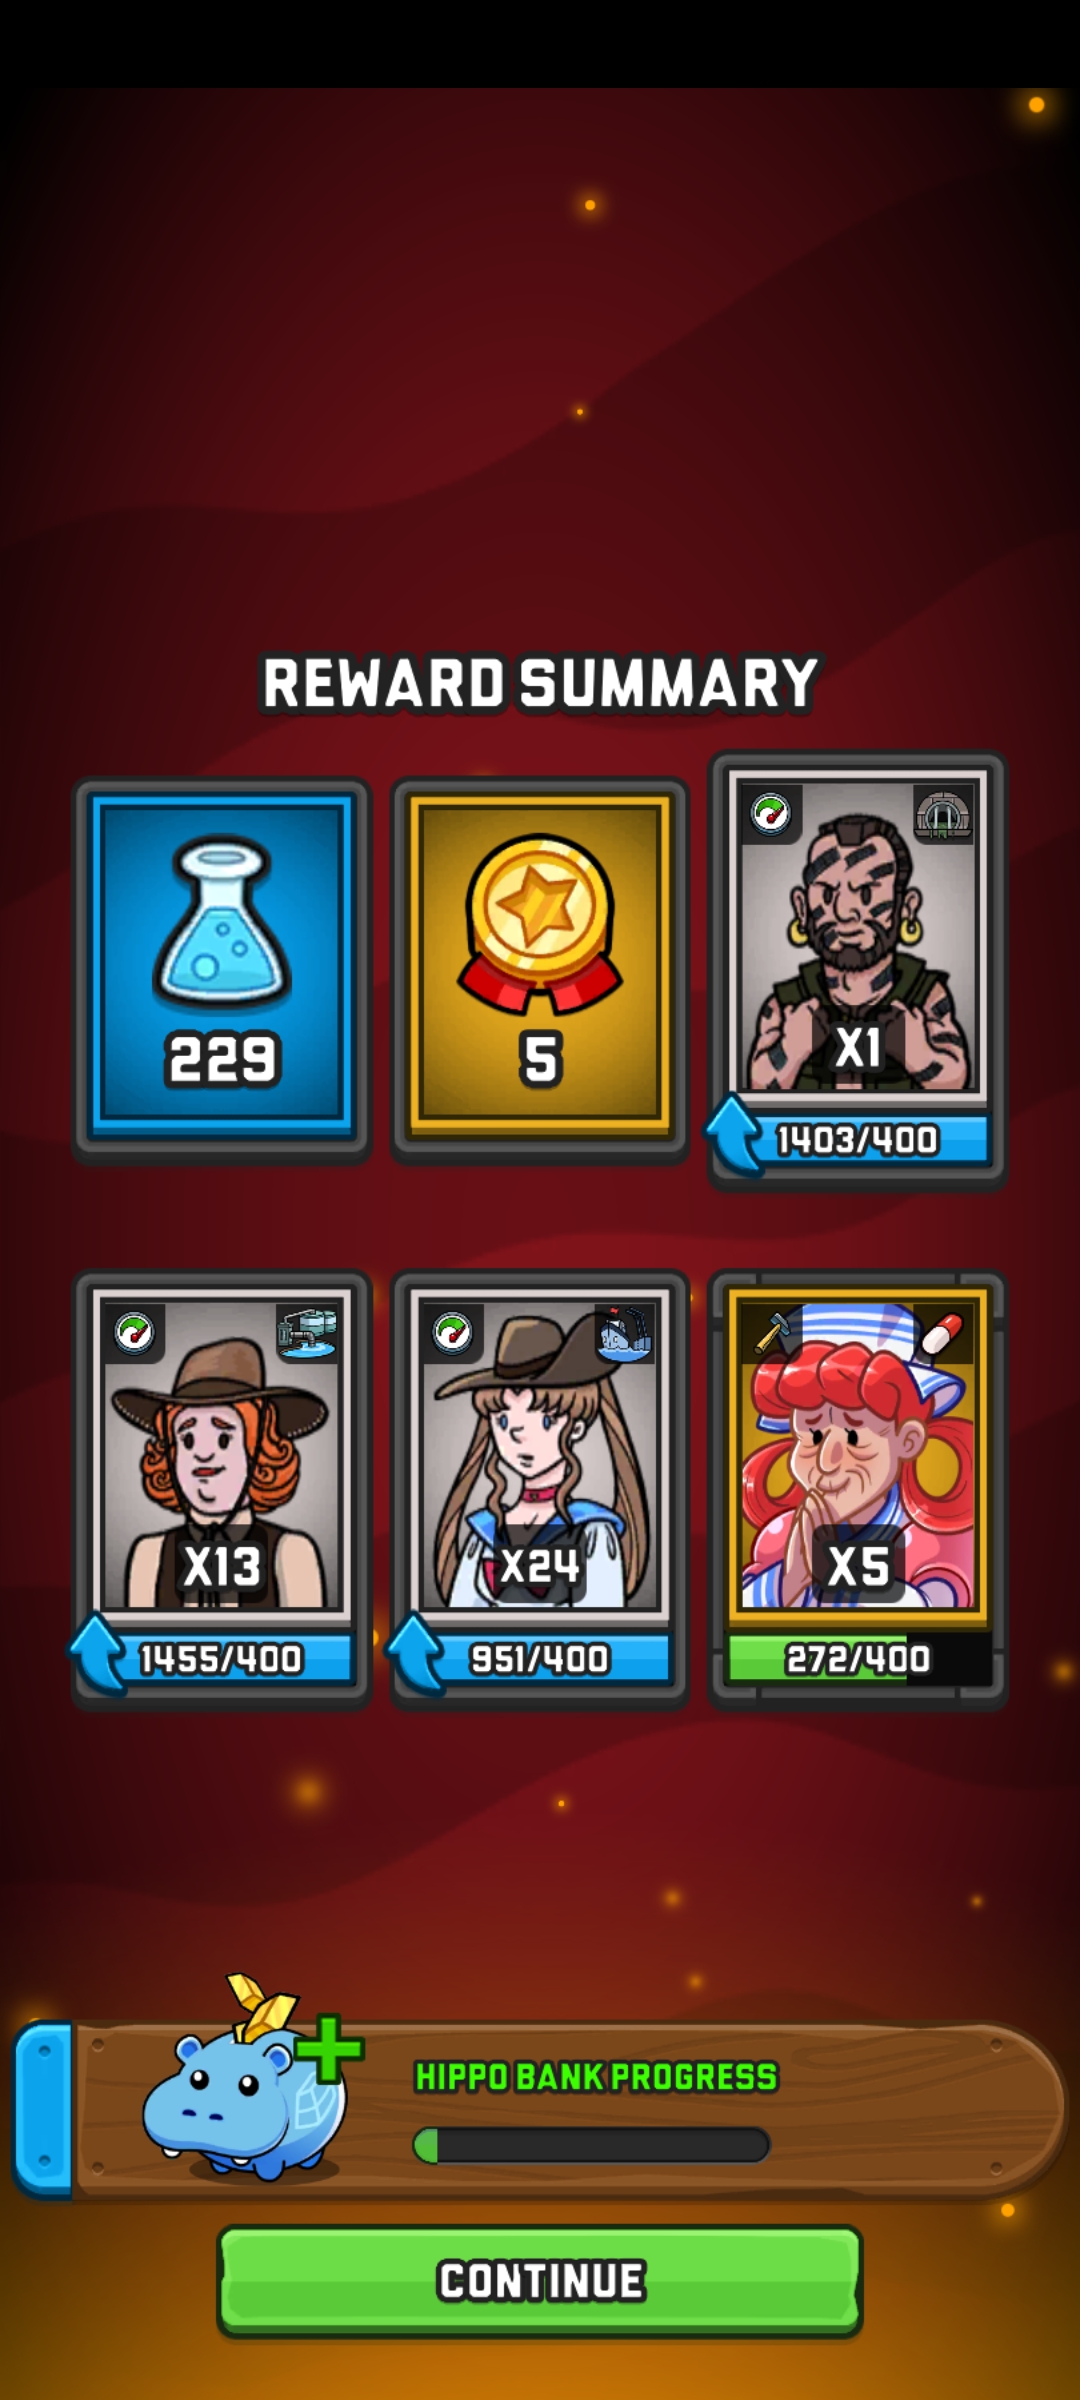 REWARD SUMMARY
229
5
X1
1403/400
X13
1455/400
X24
951/400
X5
272/400
HIPPO BANK PROGRESS
CONTINUE